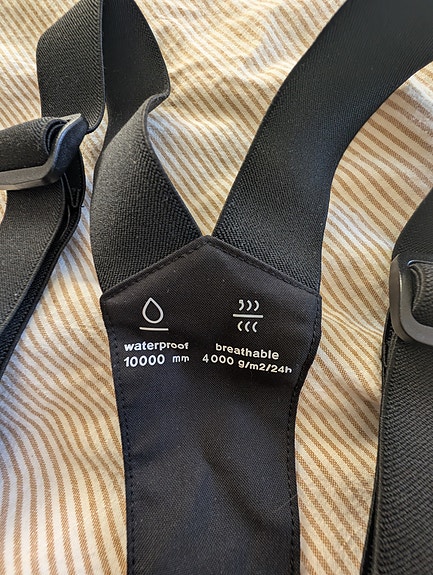 waterproof
10000 mm
breathable
4000 g/m2/24h